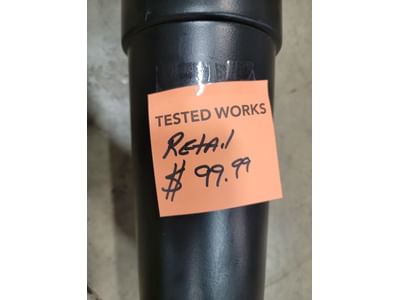 TESTED WORKS
RETAIL
$ 99.99